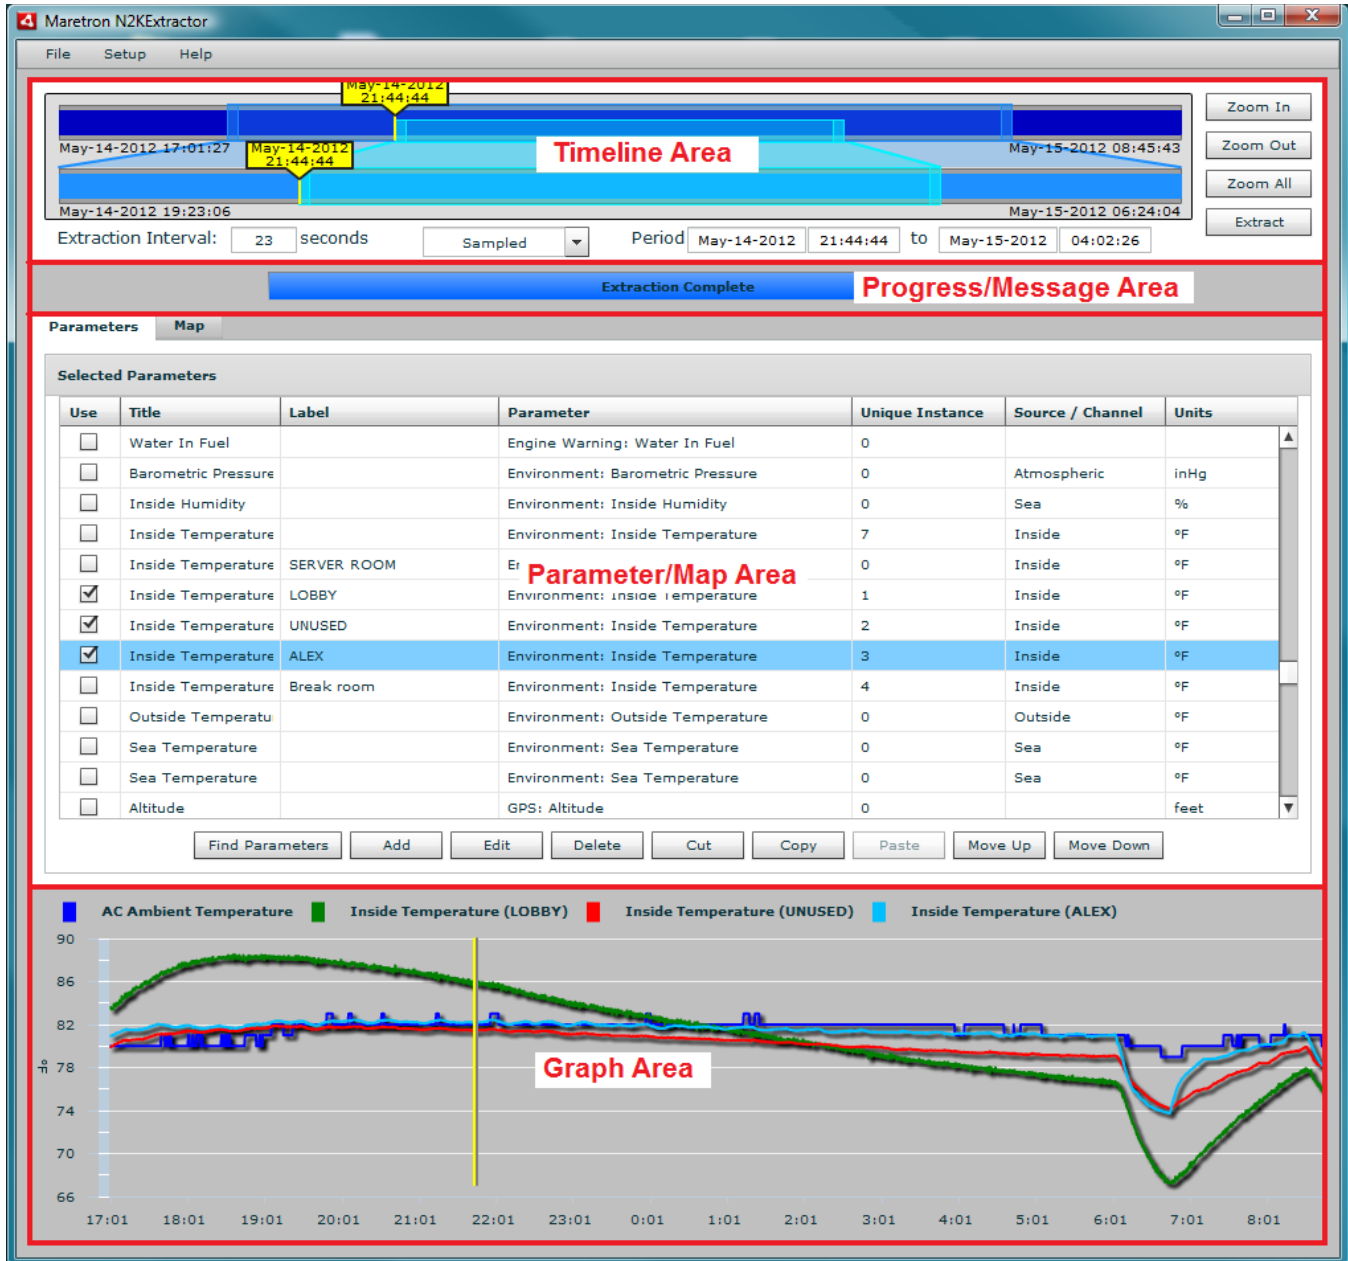 Maretron N2KExtractor
File Setup Help
May-14-2012
21:44:44
Zoom In
May-14-2012 17:01:27
May-15-2012 08:45:43
May-14-2012
21:44:44
Timeline Area
Zoom Out
Zoom All
May-14-2012 19:23:06
May-15-2012 06:24:04
Extract
Extraction Interval: 23 seconds Sampled Period May-14-2012 21:44:44 to May-15-2012 04:02:26
Extraction Complete
Progress/Message Area
Parameters Map
Selected Parameters
Use Title Label Parameter Unique Instance Source / Channel Units
Water In Fuel Engine Warning: Water In Fuel 0
Barometric Pressure Environment: Barometric Pressure 0 Atmospheric inHg
Inside Humidity Environment: Inside Humidity 0 Sea %
Inside Temperature Environment: Inside Temperature 7 Inside °F
Inside Temperature SERVER ROOM 0 Inside °F
Parameter/Map Area
Inside Temperature LOBBY Environment: Inside Temperature 1 Inside °F
Inside Temperature UNUSED Environment: Inside Temperature 2 Inside °F
Inside Temperature ALEX Environment: Inside Temperature 3 Inside °F
Inside Temperature Break room Environment: Inside Temperature 4 Inside °F
Outside Temperatu Environment: Outside Temperature 0 Outside °F
Sea Temperature Environment: Sea Temperature 0 Sea °F
Sea Temperature Environment: Sea Temperature 0 Sea °F
Altitude GPS: Altitude 0 feet
Find Parameters Add Edit Delete Cut Copy Paste Move Up Move Down
AC Ambient Temperature Inside Temperature (LOBBY) Inside Temperature (UNUSED) Inside Temperature (ALEX)
90
86
82
°F
78
Graph Area
74
70
66
17:01 18:01 19:01 20:01 21:01 22:01 23:01 0:01 1:01 2:01 3:01 4:01 5:01 6:01 7:01 8:01